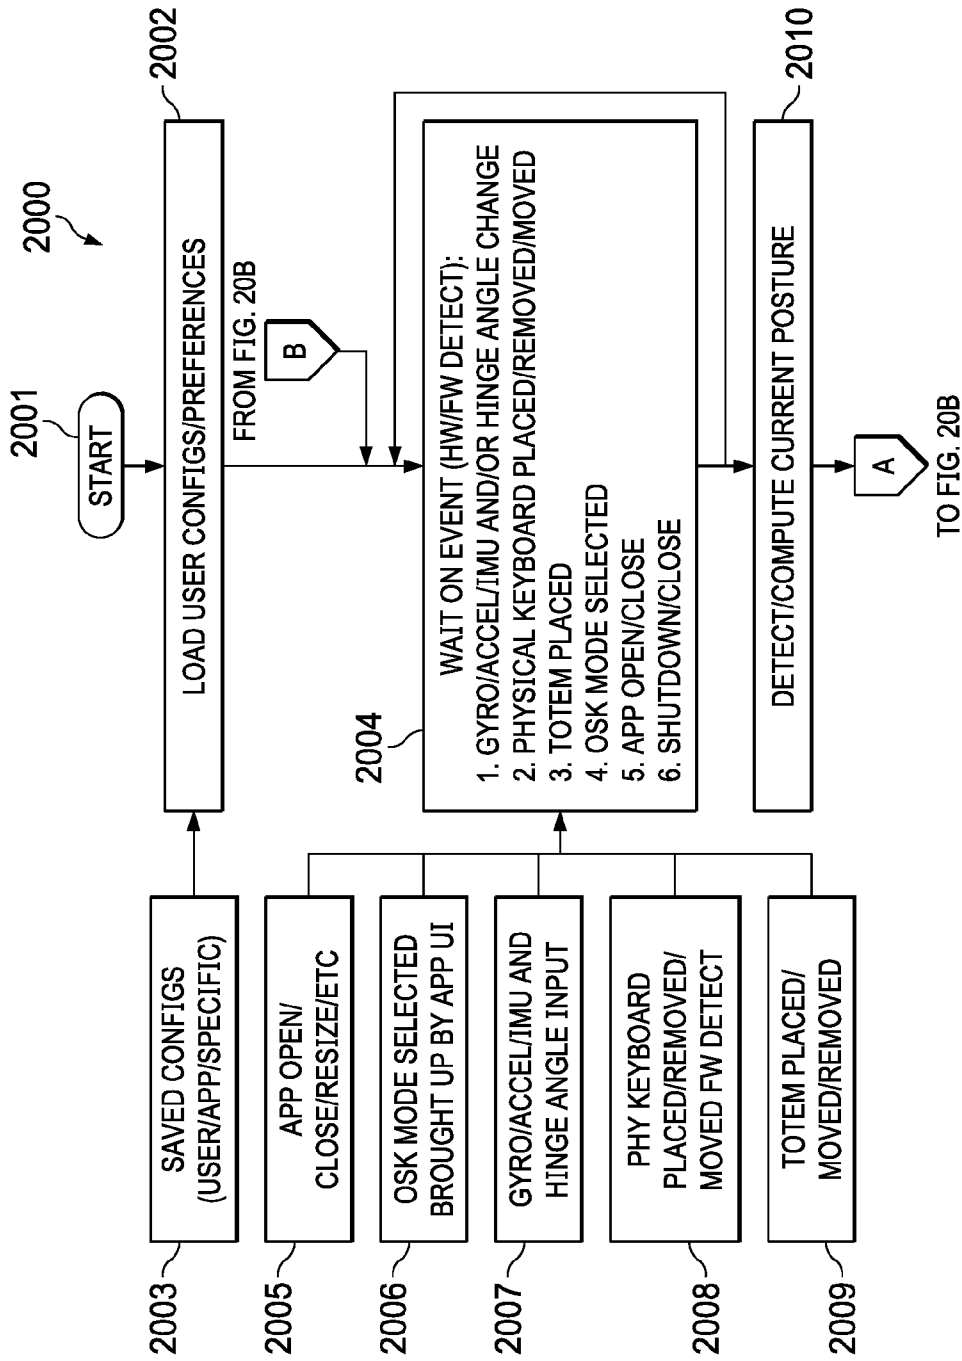 2000
2001
START
2002
LOAD USER CONFIGS/PREFERENCES
2003
SAVED CONFIGS
(USER/APP/SPECIFIC)
FROM FIG. 20B
B
2004
WAIT ON EVENT (HW/FW DETECT):
1. GYRO/ACCEL/IMU AND/OR HINGE ANGLE CHANGE
2. PHYSICAL KEYBOARD PLACED/REMOVED/MOVED
3. TOTEM PLACED
4. OSK MODE SELECTED
5. APP OPEN/CLOSE
6. SHUTDOWN/CLOSE
2005
APP OPEN/
CLOSE/RESIZE/ETC
2006
OSK MODE SELECTED
BROUGHT UP BY APP UI
2007
GYRO/ACCEL/IMU AND
HINGE ANGLE INPUT
2008
PHY KEYBOARD
PLACED/REMOVED/
MOVED FW DETECT
2009
TOTEM PLACED/
MOVED/REMOVED
2010
DETECT/COMPUTE CURRENT POSTURE
A
TO FIG. 20B